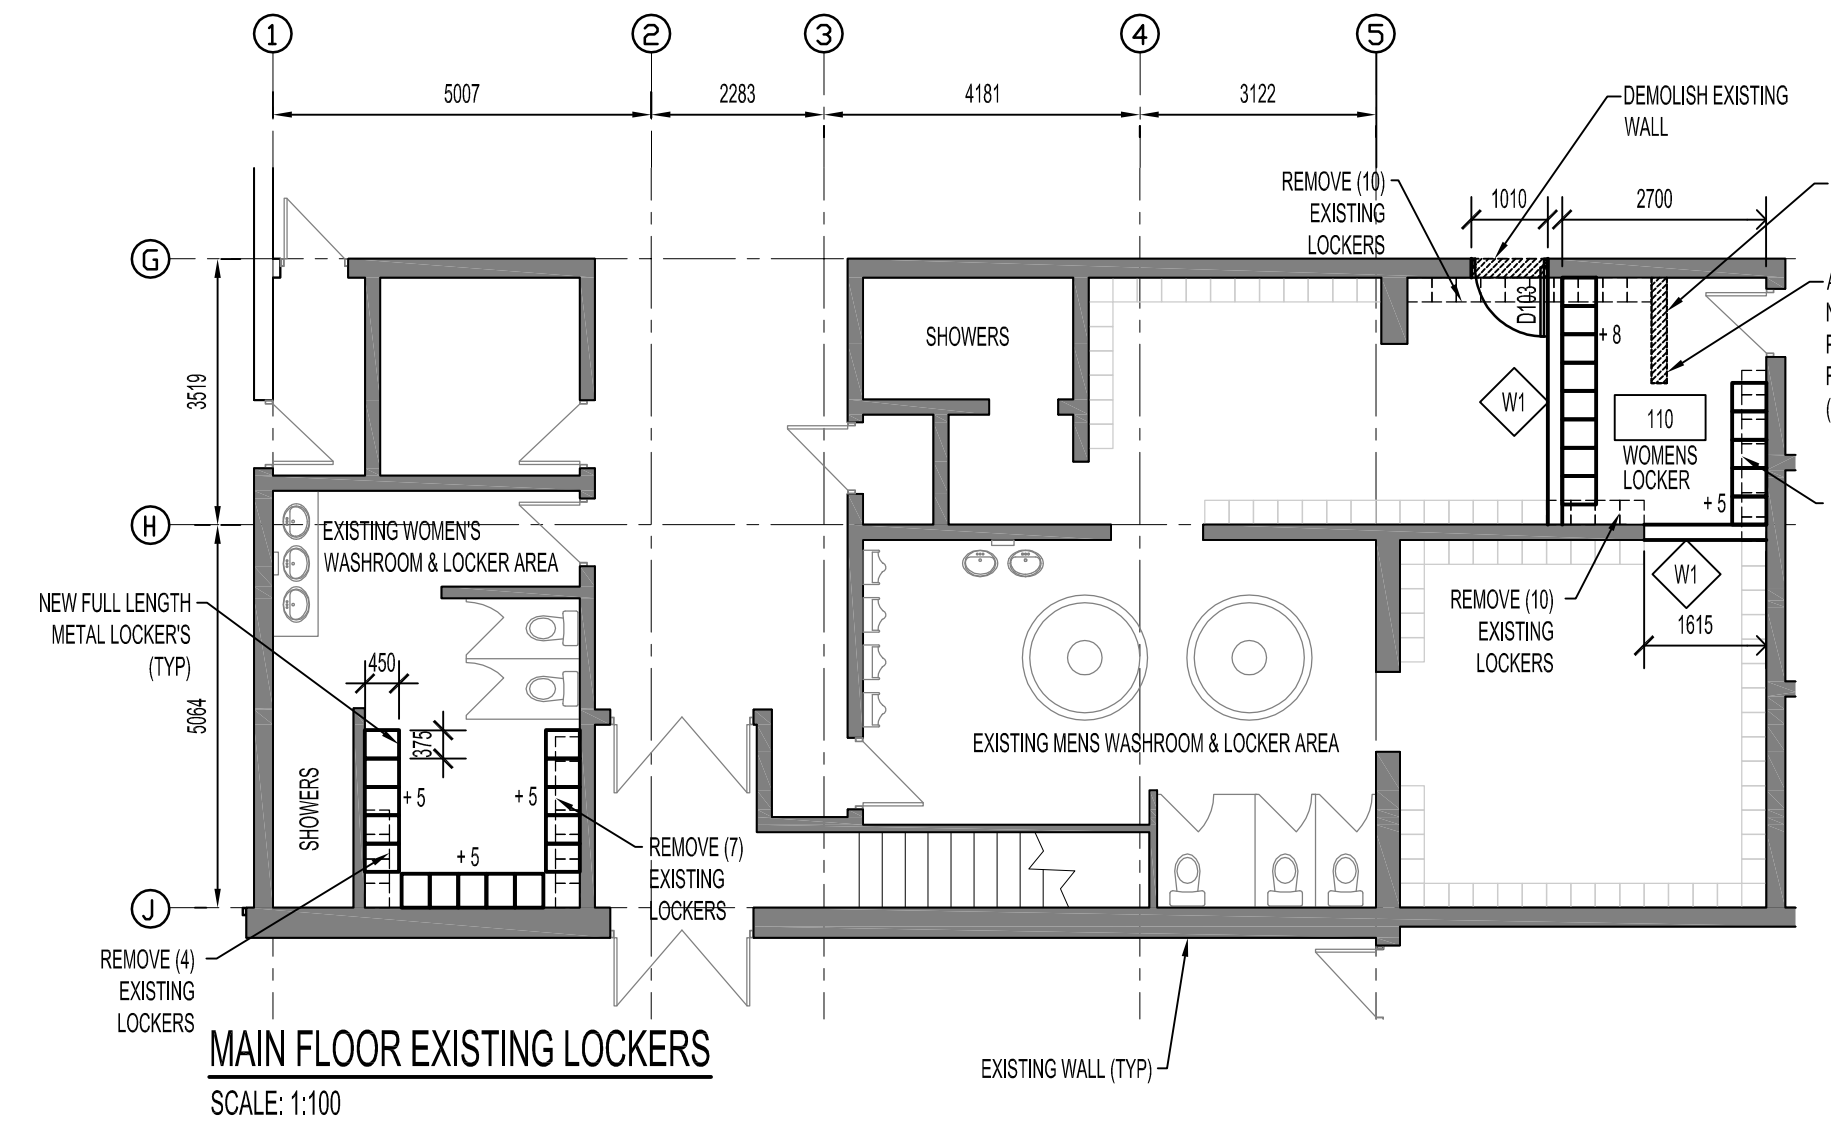 1 2 3 4 5
5007 2283 4181 3122
DEMOLISH EXISTING
WALL
REMOVE (10)
EXISTING
LOCKERS
1010 2700
G
D103
SHOWERS
+ 8
3519
W1
110
WOMENS
LOCKER
+ 5
H
EXISTING WOMEN'S
WASHROOM & LOCKER AREA
W1
NEW FULL LENGTH
METAL LOCKER'S
(TYP)
REMOVE (10)
EXISTING
LOCKERS
1615
450
5064
375
EXISTING MENS WASHROOM & LOCKER AREA
SHOWERS
+ 5
+ 5
+ 5
REMOVE (7)
EXISTING
LOCKERS
J
REMOVE (4)
EXISTING
LOCKERS
MAIN FLOOR EXISTING LOCKERS
SCALE: 1:100
EXISTING WALL (TYP)